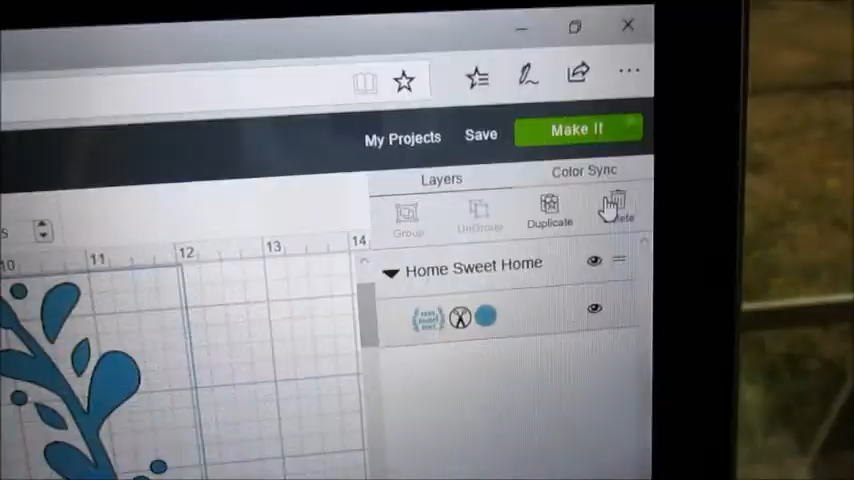 My Projects Save Make It
Layers Color Sync
Group UnGroup Duplicate
s
10 11 12 13 14
Home Sweet Home